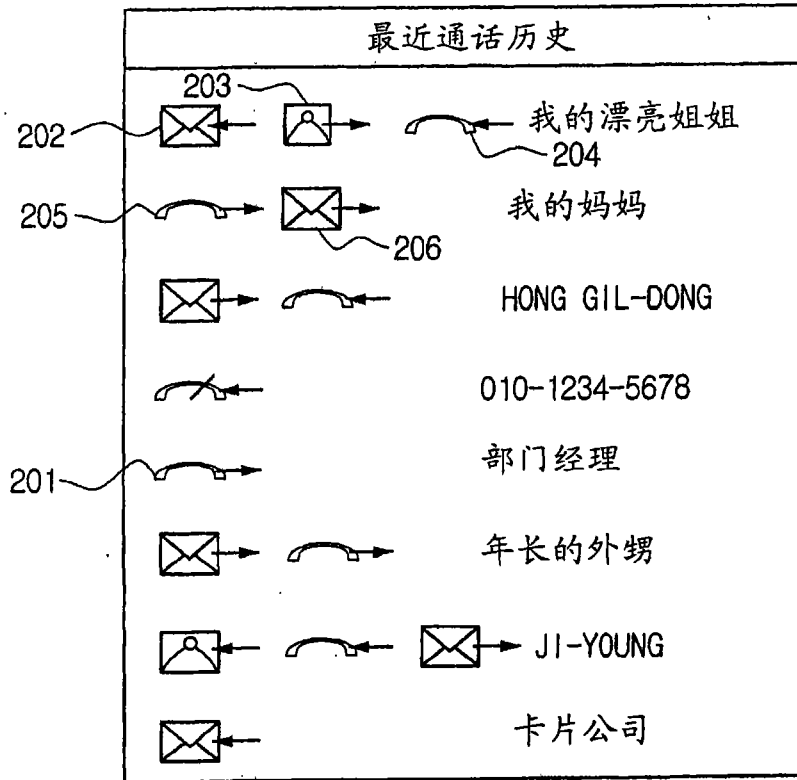 最近通话历史
203
202
我的漂亮姐姐
204
205
我的妈妈
206
HONG GIL-DONG
010-1234-5678
201
部门经理
年长的外甥
JI-YOUNG
卡片公司